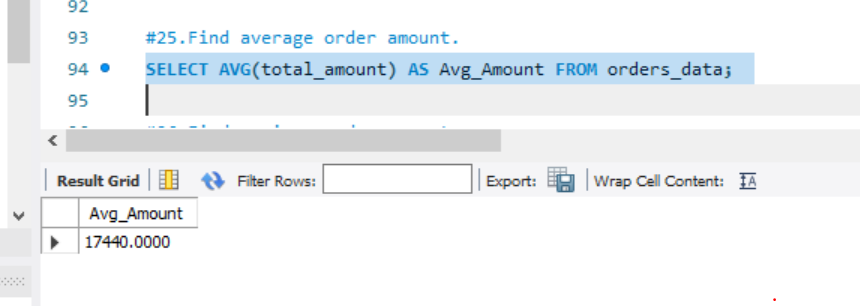 92
93 #25.Find average order amount.
94 SELECT AVG(total_amount) AS Avg_Amount FROM orders_data;
95
Result Grid Filter Rows: Export: Wrap Cell Content:
Avg_Amount
17440.0000